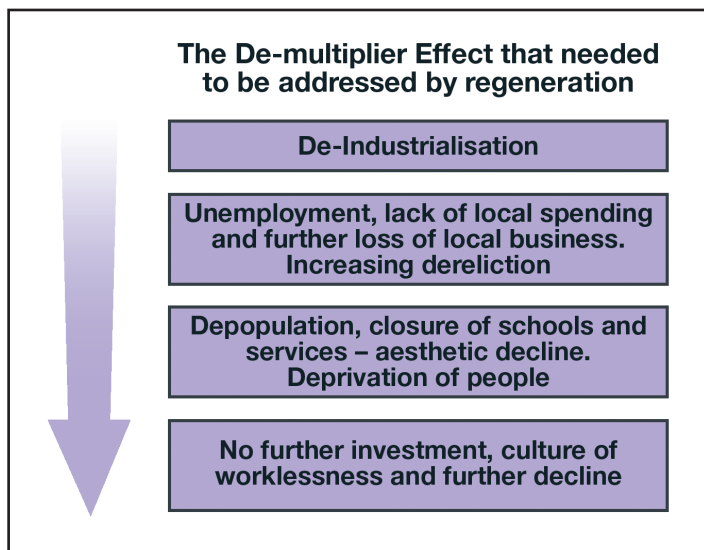 The De-multiplier Effect that needed
to be addressed by regeneration
De-Industrialisation
Unemployment, lack of local spending
and further loss of local business.
Increasing dereliction
Depopulation, closure of schools and
services – aesthetic decline.
Deprivation of people
No further investment, culture of
worklessness and further decline